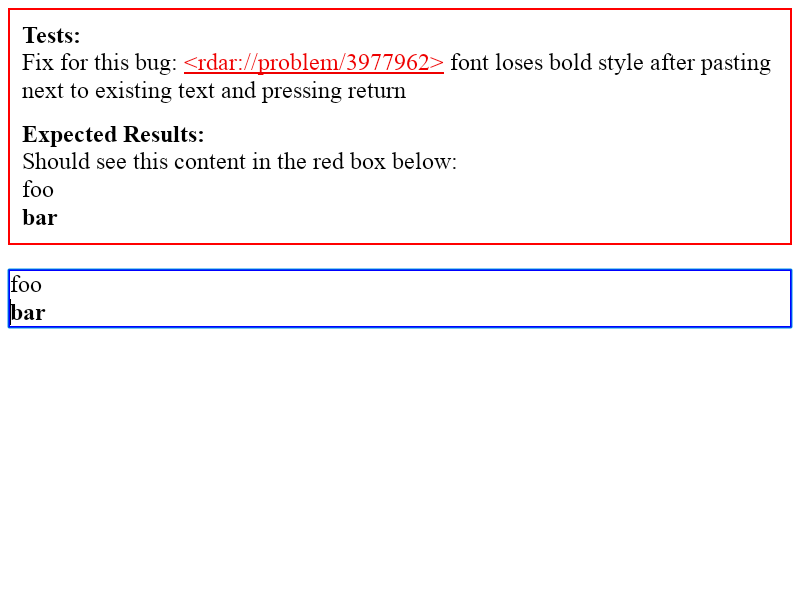 Tests:
Fix for this bug: <rdar://problem/3977962> font loses bold style after pasting
next to existing text and pressing return
Expected Results:
Should see this content in the red box below:
foo
bar
foo
bar